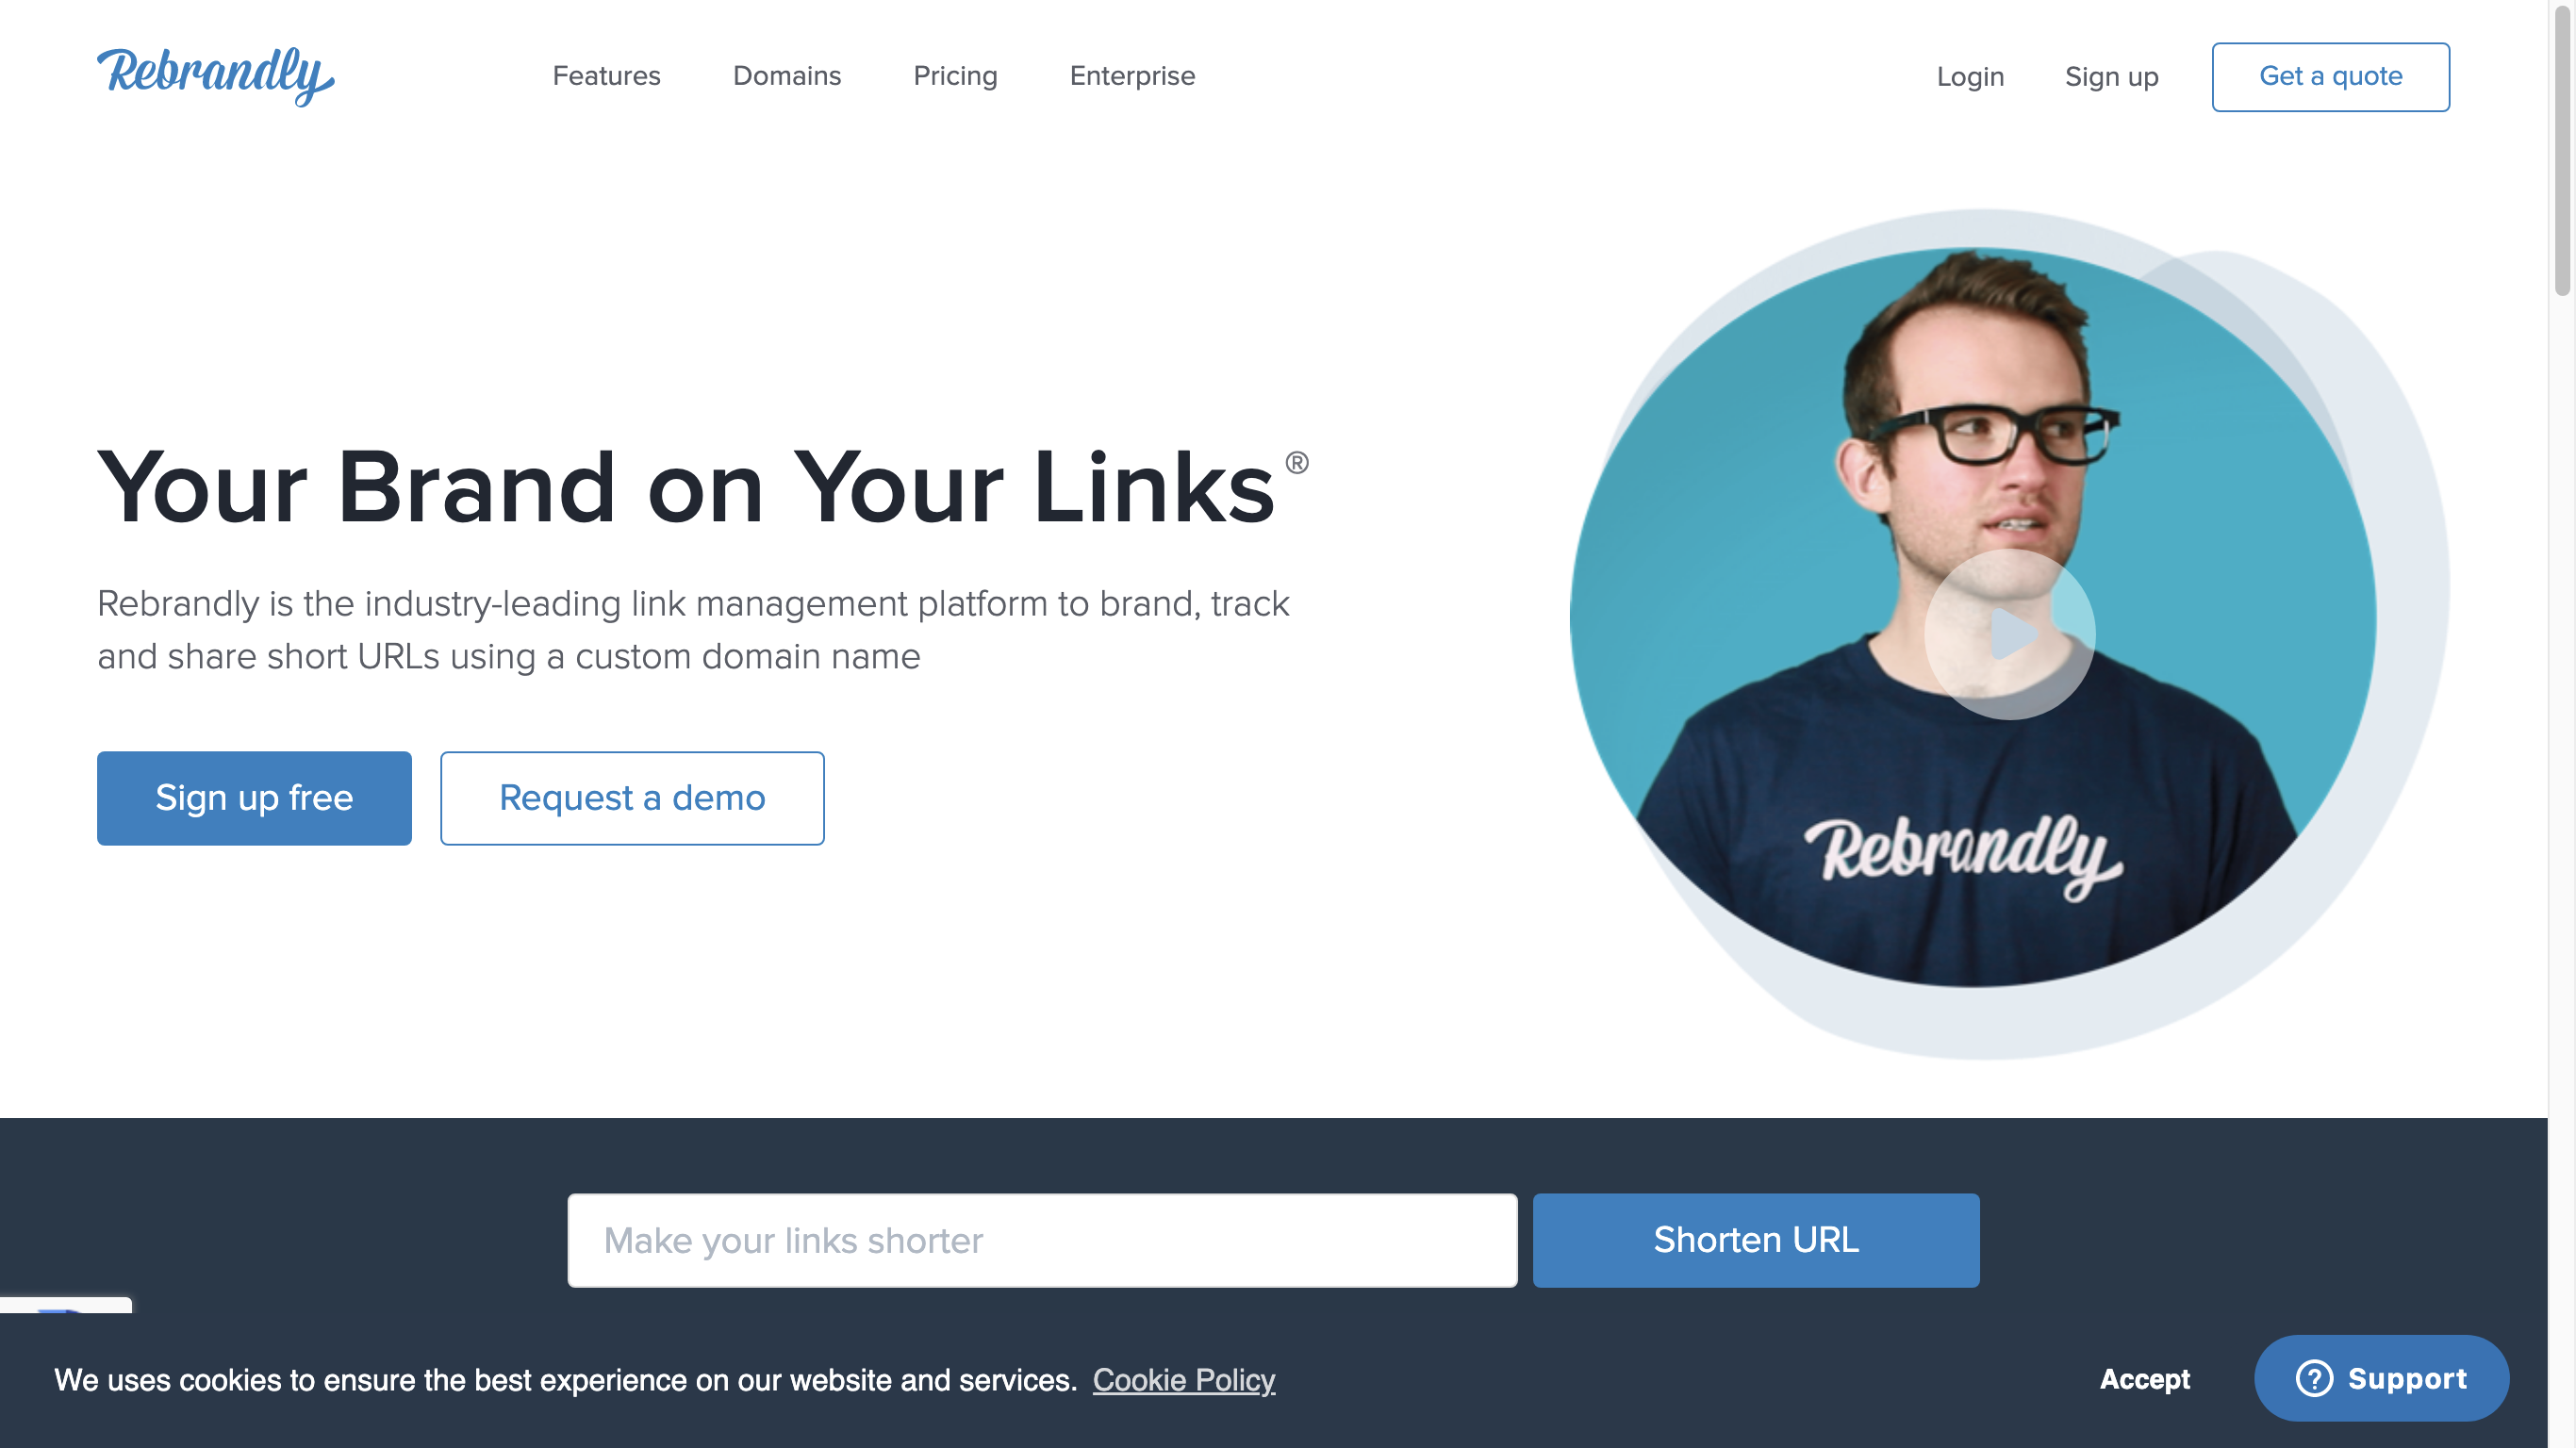 Rebrandly
Features
Domains
Pricing
Enterprise
Login
Sign up
Get a quote
Your Brand on Your Links®
Rebrandly is the industry-leading link management platform to brand, track
and share short URLs using a custom domain name
Sign up free
Request a demo
Rebrandly
Make your links shorter
Shorten URL
We uses cookies to ensure the best experience on our website and services. Cookie Policy
Accept
? Support